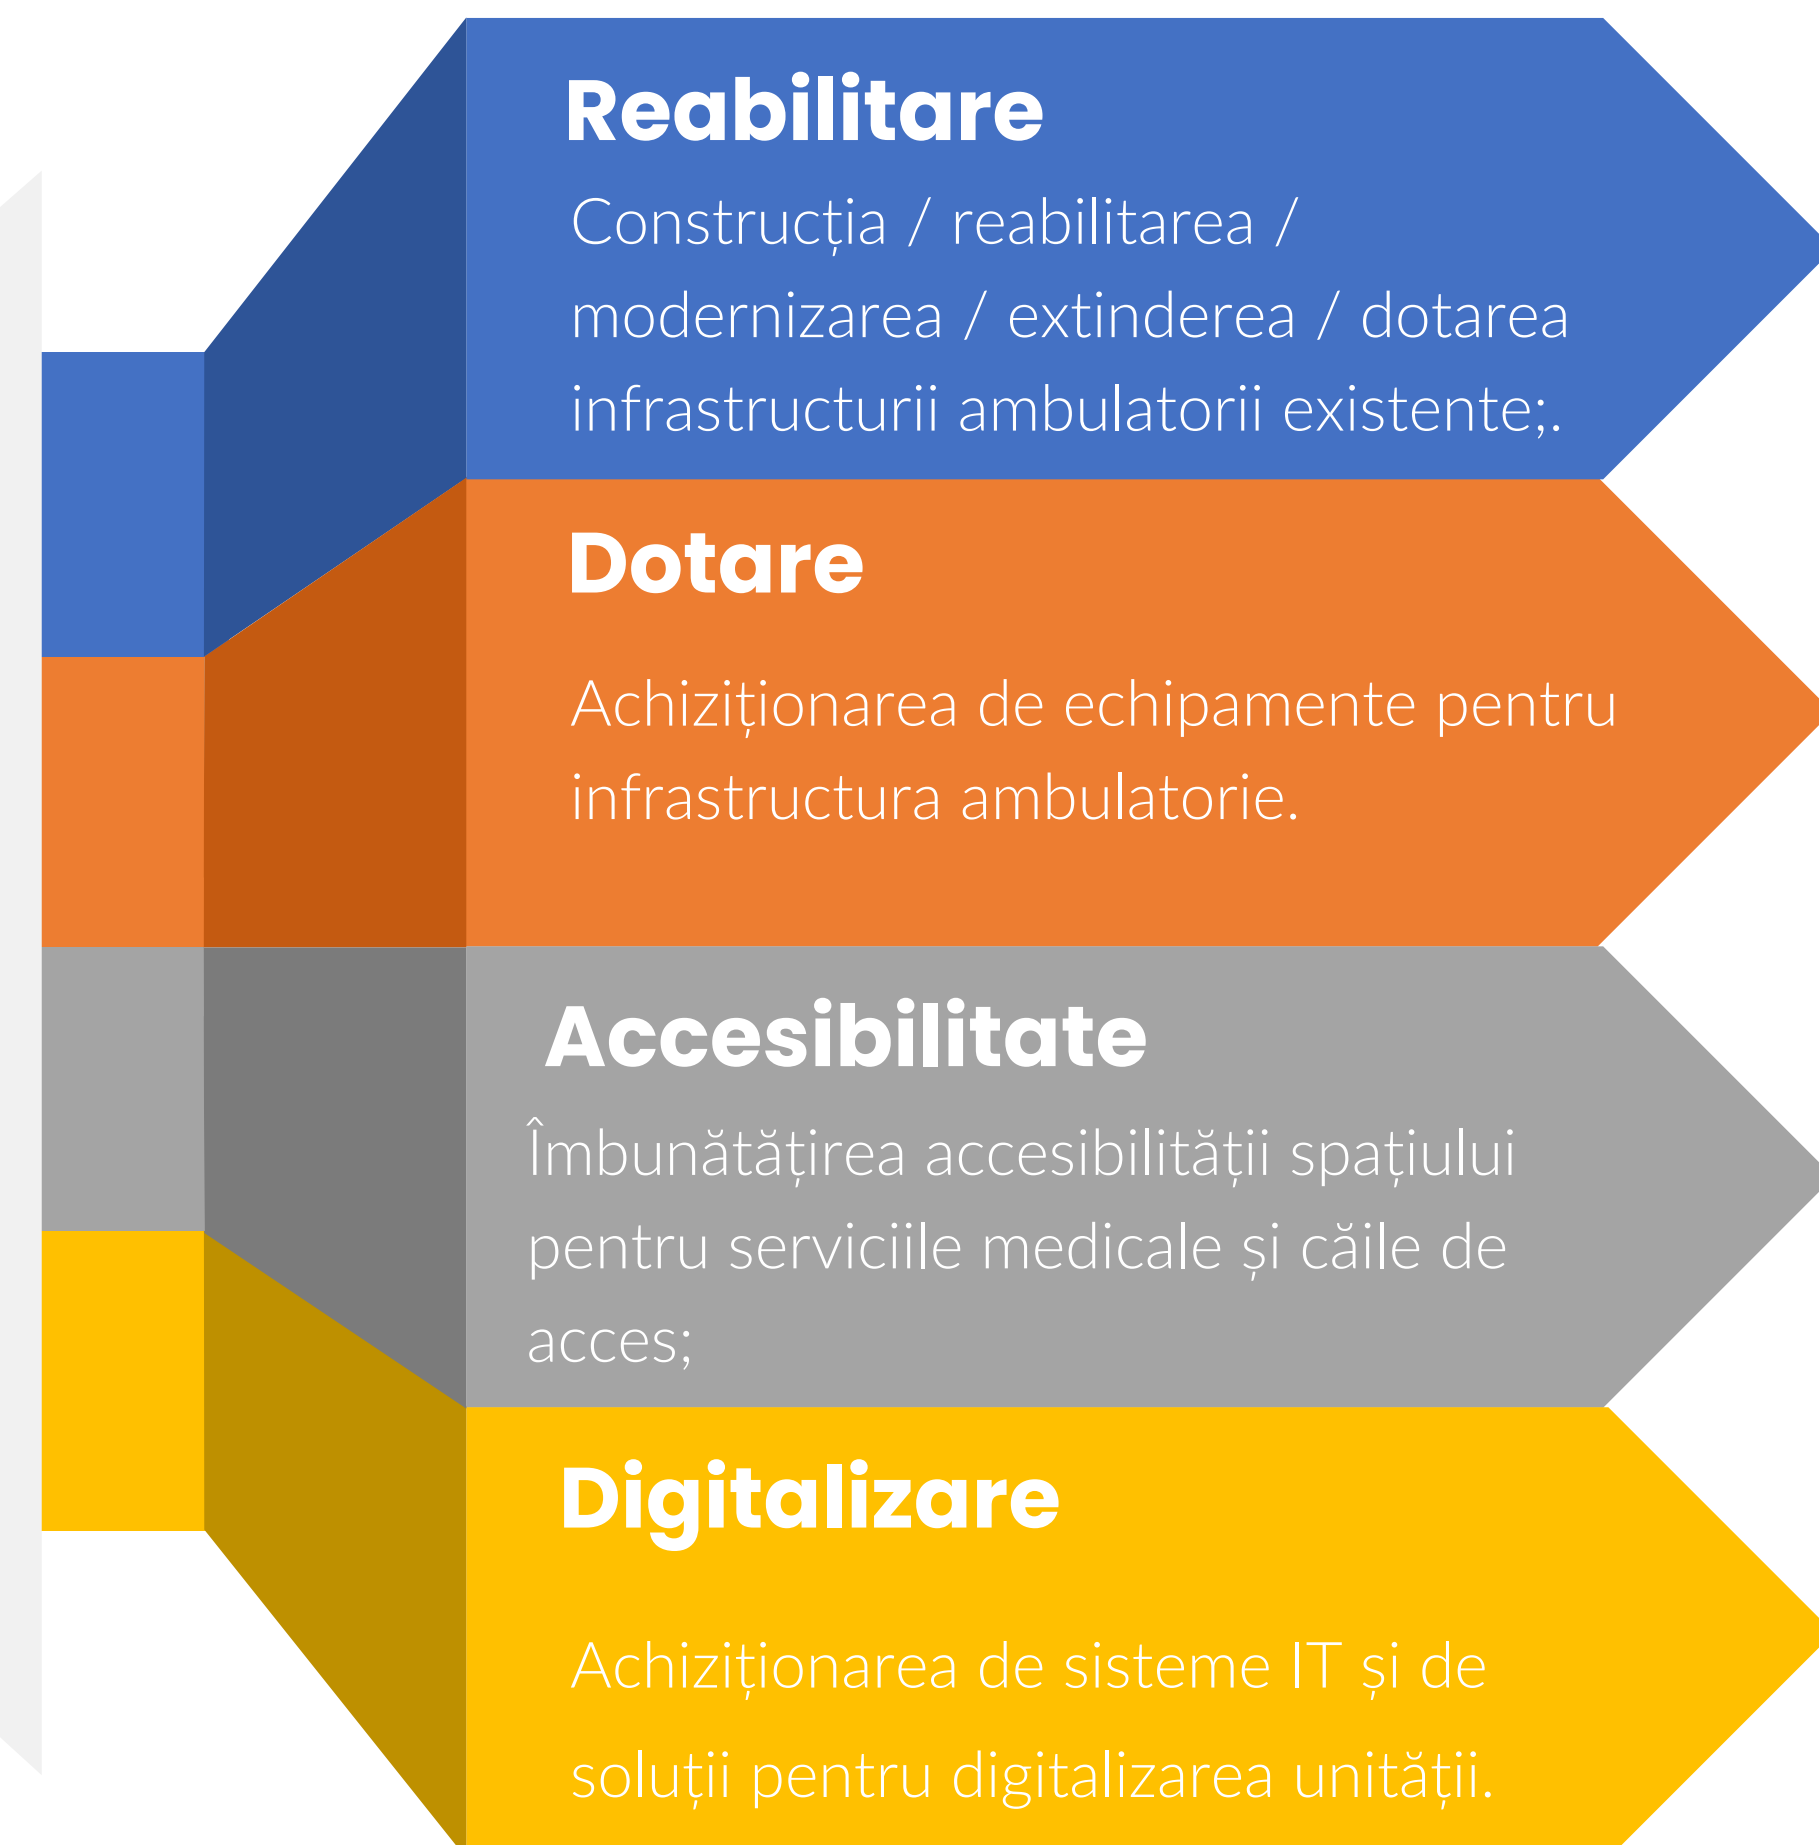 Reabilitare
Construcția / reabilitarea /
modernizarea / extinderea / dotarea
infrastructurii ambulatorii existente;.
Dotare
Achiziționarea de echipamente pentru
infrastructura ambulatorie.
Accesibilitate
Îmbunătățirea accesibilității spațiului
pentru serviciile medicale și căile de
acces;
Digitalizare
Achiziționarea de sisteme IT și de
soluții pentru digitalizarea unității.